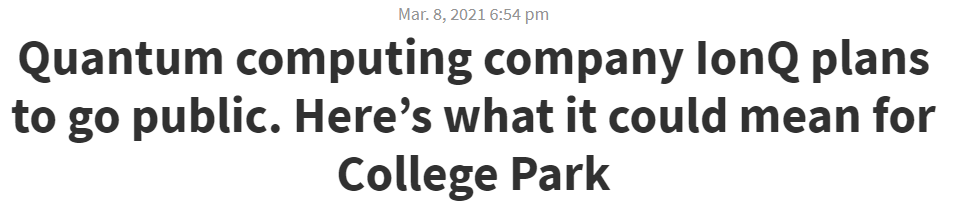 Mar. 8, 2021 6:54 pm
Quantum computing company IonQ plans
to go public. Here’s what it could mean for
College Park